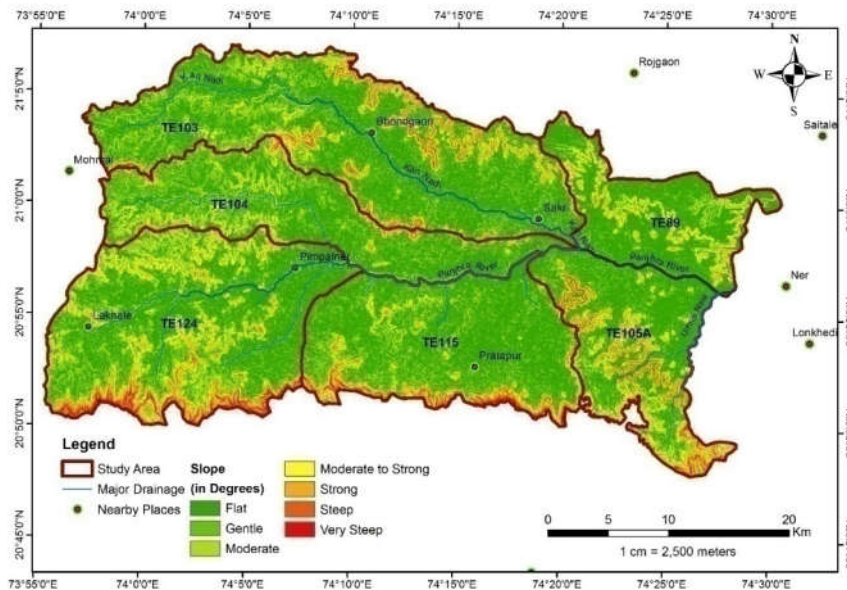 73°55'0"E 74°0'0"E 74°5'0"E 74°10'0"E 74°15'0"E 74°20'0"E 74°25'0"E 74°30'0"E
N
W E
S
Rojgaon
21°5'0"N
Kan Nadi
Bhondgaon
Saitale
TE103
Mohmal
Kan Nadi
TE104
Sakri
TE89
21°0'0"N
Panjhra River
Pimpalner
Panjhra River
Ner
Lakhale
TE124
TE115
TE105A
Lonkhedi
20°55'0"N
Pratapur
20°50'0"N
Legend
Study Area
Major Drainage
Nearby Places
Slope
(in Degrees)
Flat
Gentle
Moderate
Moderate to Strong
Strong
Steep
Very Steep
0 5 10 20
Km
1 cm = 2,500 meters
20°45'0"N
73°55'0"E 74°0'0"E 74°5'0"E 74°10'0"E 74°15'0"E 74°20'0"E 74°25'0"E 74°30'0"E